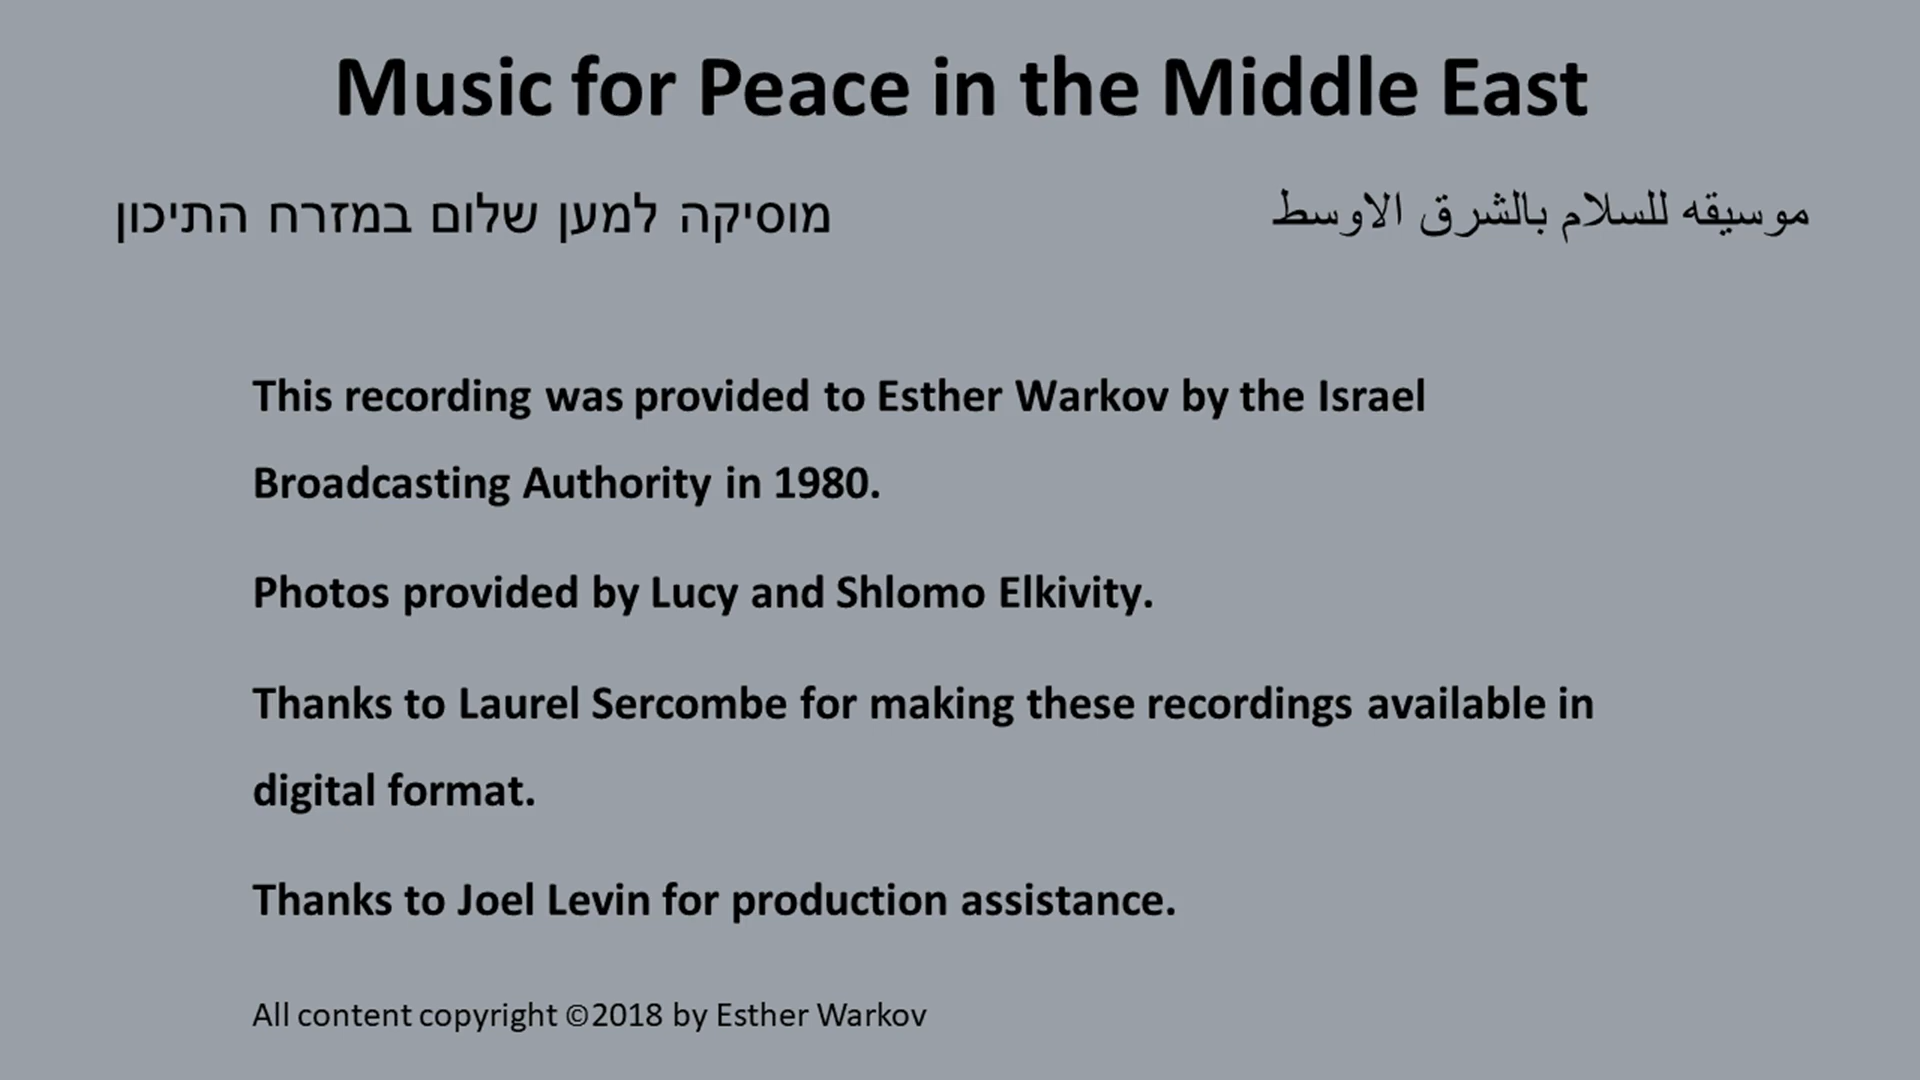 Music for Peace in the Middle East
מוסיקה למען שלום במזרח התיכון
موسيقه للسلام بالشرق الاوسط
This recording was provided to Esther Warkov by the Israel
Broadcasting Authority in 1980.
Photos provided by Lucy and Shlomo Elkivity.
Thanks to Laurel Sercombe for making these recordings available in
digital format.
Thanks to Joel Levin for production assistance.
All content copyright ©2018 by Esther Warkov